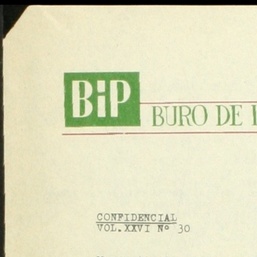 BiP
BURO DE
CONFIDENCIAL
VOL.XXVI Nº 30